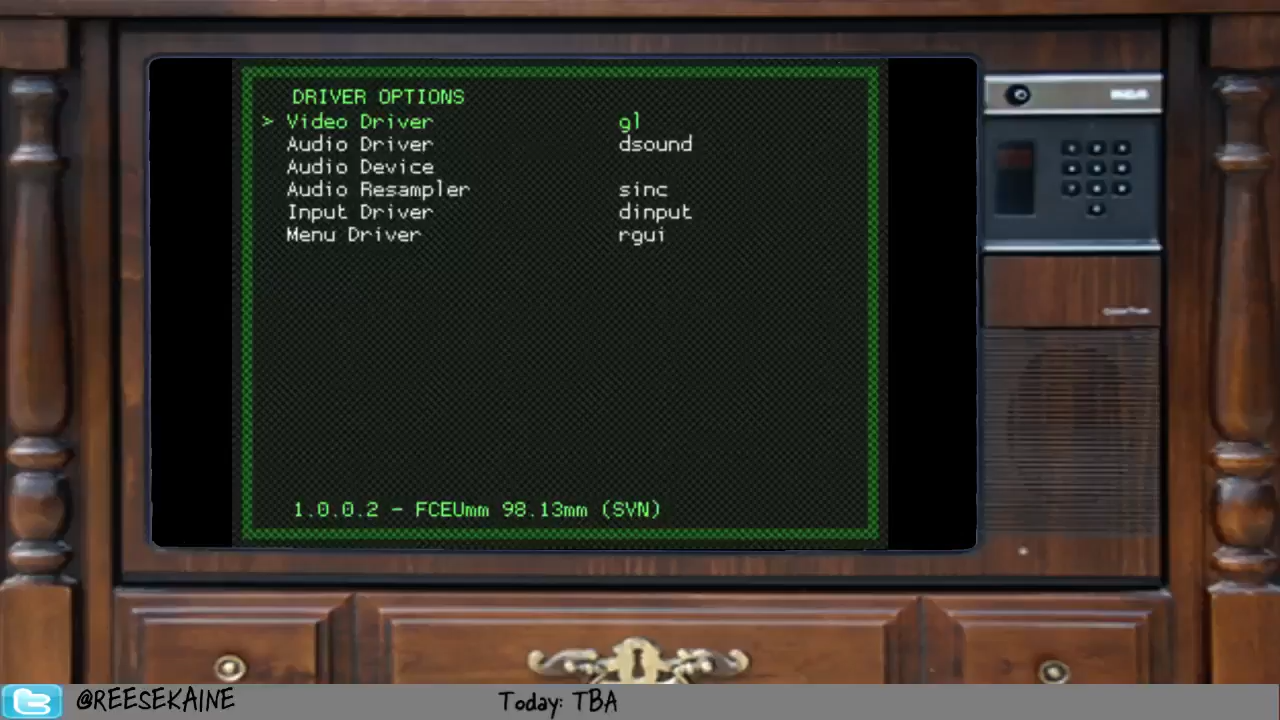 DRIVER OPTIONS
> Video Driver gl
Audio Driver dsound
Audio Device
Audio Resampler sinc
Input Driver dinput
Menu Driver rgui
1.0.0.2 - FCEUmm 98.13mm (SVN)
RCA
@REESEKAINE Today: TBA